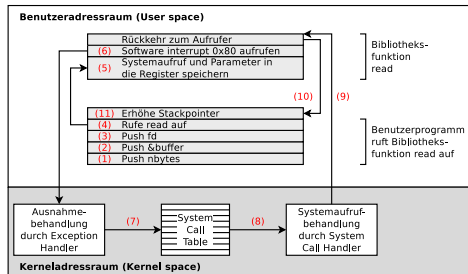 Benutzeradressraum (User space)
Rückkehr zum Aufrufer
(6) Software interrupt 0x80 aufrufen
(5) Systemaufruf und Parameter in
die Register speichern
Bibliotheks-
funktion
read
(10)
(9)
(11) Erhöhe Stackpointer
(4) Rufe read auf
(3) Push fd
(2) Push &buffer
(1) Push nbytes
Benutzerprogramm
ruft Bibliotheks-
funktion read auf
Ausnahme-
behandlung
durch Exception
Handler
(7)
System
Call
Table
(8)
Systemaufruf-
behandlung
durch System
Call Handler
Kerneladressraum (Kernel space)